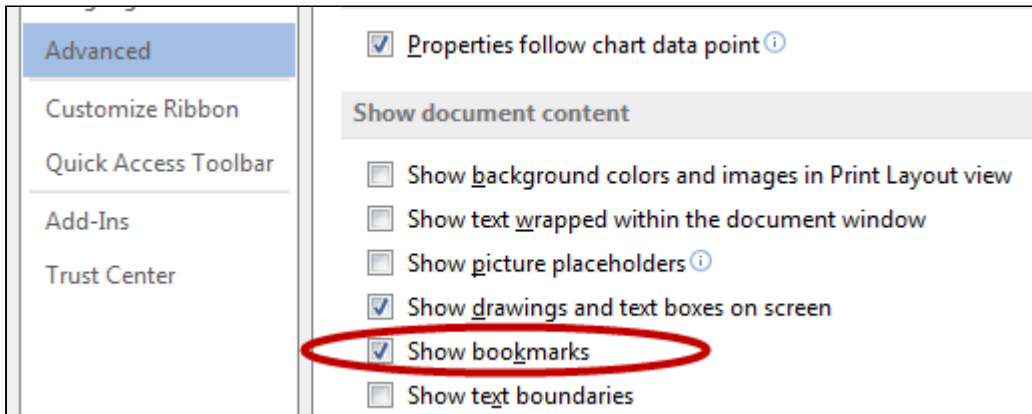 Advanced
Customize Ribbon
Quick Access Toolbar
Add-Ins
Trust Center
Properties follow chart data point
Show document content
Show background colors and images in Print Layout view
Show text wrapped within the document window
Show picture placeholders
Show drawings and text boxes on screen
Show bookmarks
Show text boundaries